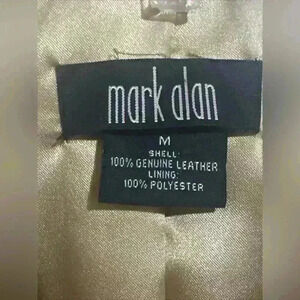 mark alan
M
SHELL:
100% GENUINE LEATHER
LINING:
100% POLYESTER